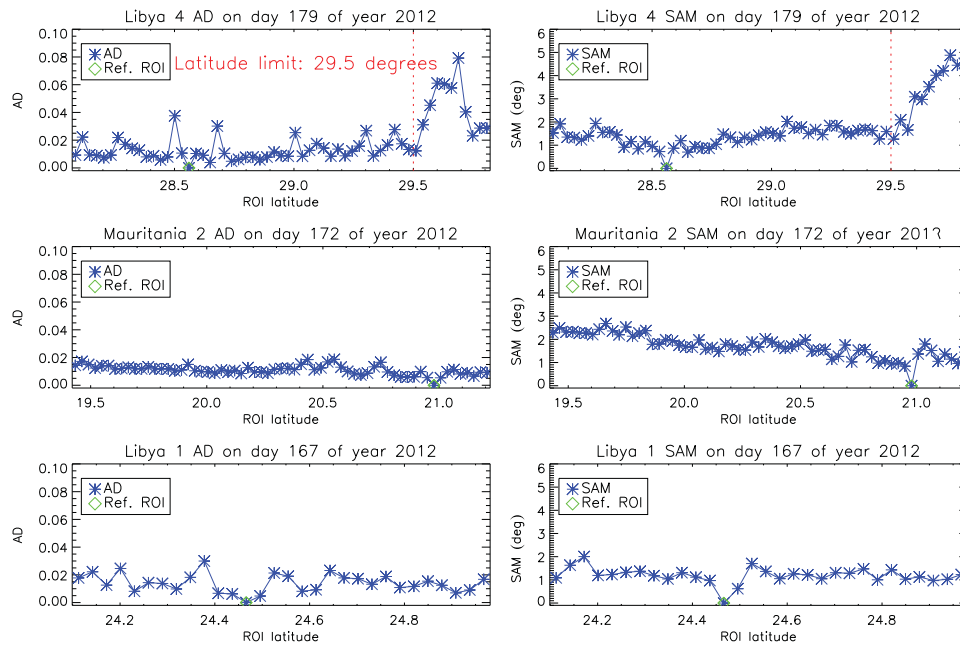 Libya 4 AD on day 179 of year 2012
0.10
0.08
0.06
0.04
0.02
0.00
AD
AD
Ref. ROI
Latitude limit: 29.5 degrees
28.5
29.0
29.5
ROI latitude
Libya 4 SAM on day 179 of year 2012
6
5
4
3
2
1
0
SAM (deg)
SAM
Ref. ROI
28.5
29.0
29.5
ROI latitude
Mauritania 2 AD on day 172 of year 2012
0.10
0.08
0.06
0.04
0.02
0.00
AD
AD
Ref. ROI
19.5
20.0
20.5
21.0
ROI latitude
Mauritania 2 SAM on day 172 of year
6
5
4
3
2
1
0
SAM (deg)
SAM
Ref. ROI
19.5
20.0
20.5
21.0
ROI latitude
Libya 1 AD on day 167 of year 2012
0.10
0.08
0.06
0.04
0.02
0.00
AD
AD
Ref. ROI
24.2
24.4
24.6
24.8
ROI latitude
Libya 1 SAM on day 167 of year 2012
6
5
4
3
2
1
0
SAM (deg)
SAM
Ref. ROI
24.2
24.4
24.6
24.8
ROI latitude